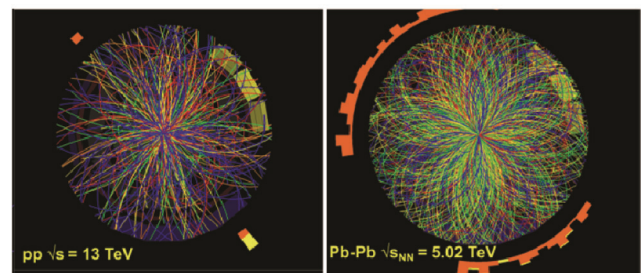 pp √s = 13 TeV
Pb-Pb √sNN = 5.02 TeV